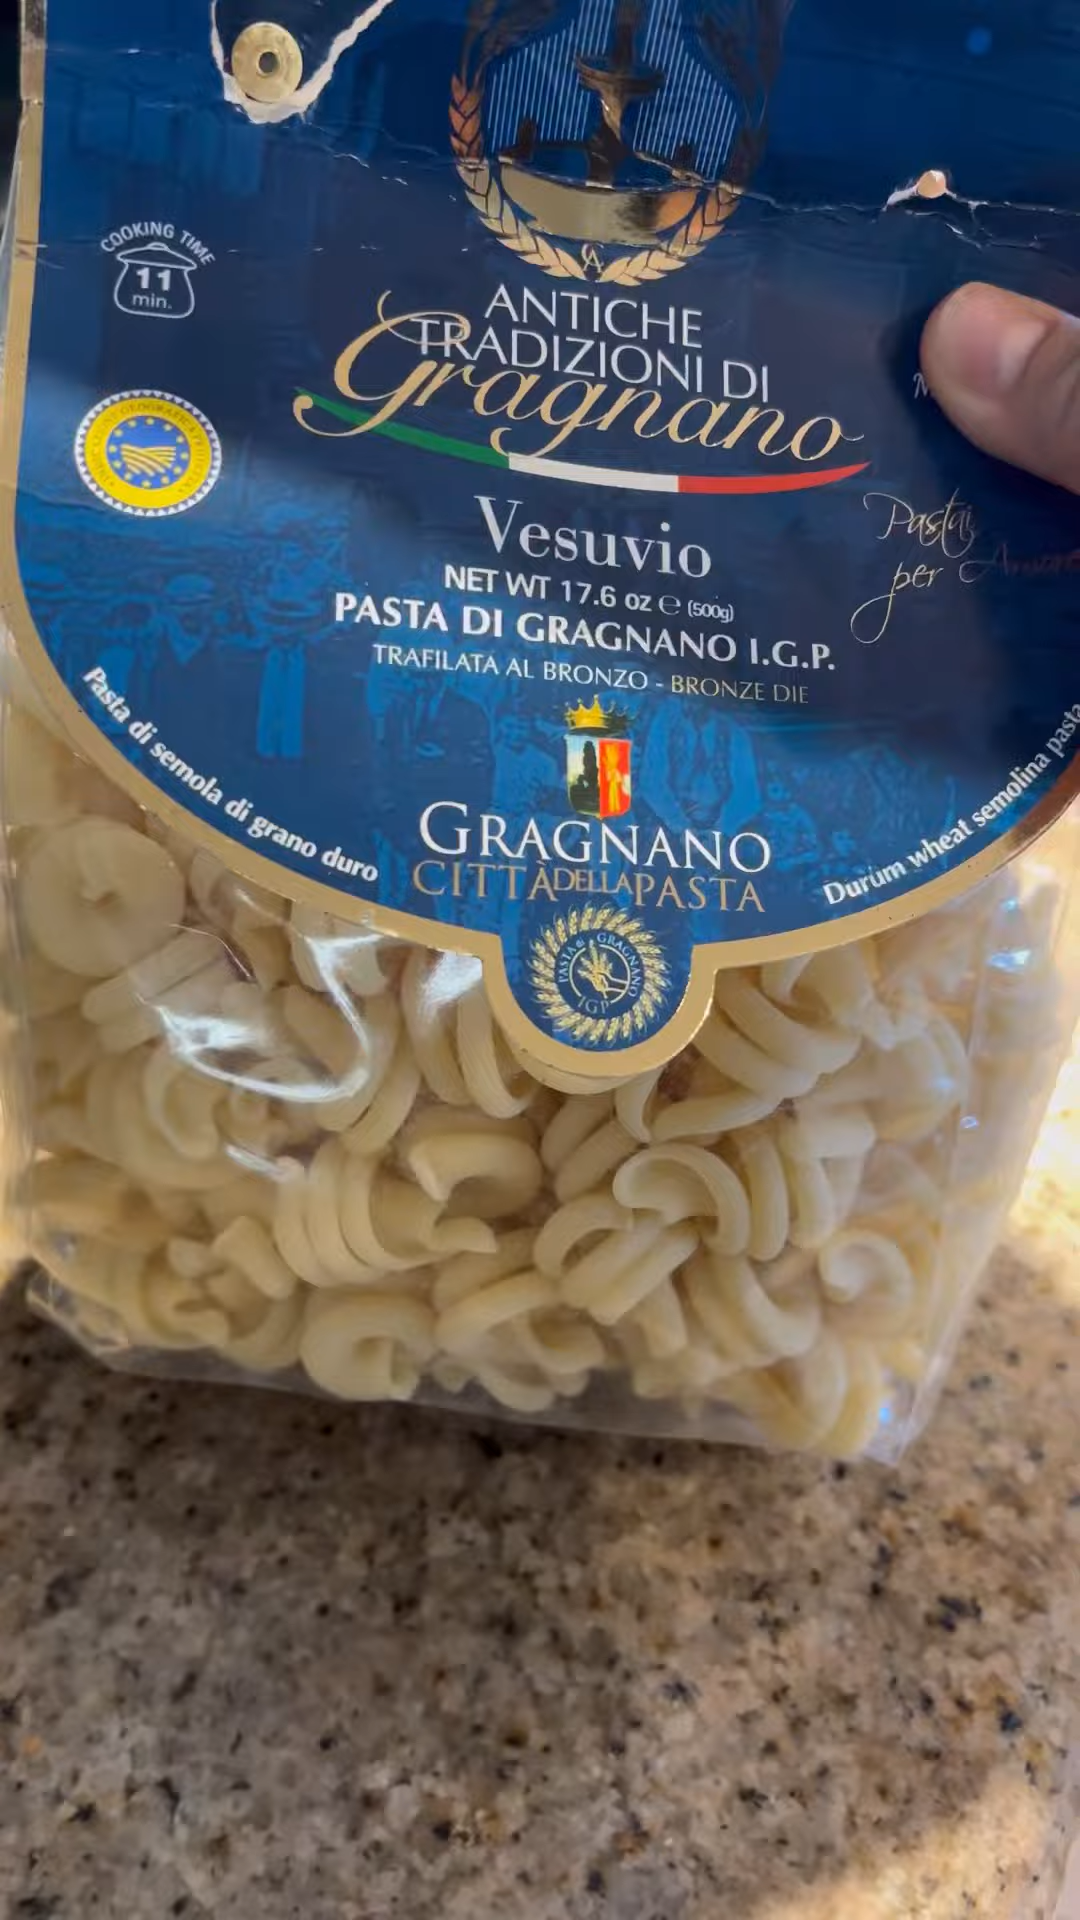 COOKING TIME
11
min.
ANTICHE
TRADIZIONI DI
Gragnano
Vesuvio
NET WT 17.6 oz e (500g)
PASTA DI GRAGNANO I.G.P.
TRAFILATA AL BRONZO - BRONZE DIE
Pastai
per Amore
Pasta di semola di grano duro
Durum wheat semolina pasta
GRAGNANO
CITTÀ DELLA PASTA
PASTA di GRAGNANO
IGP